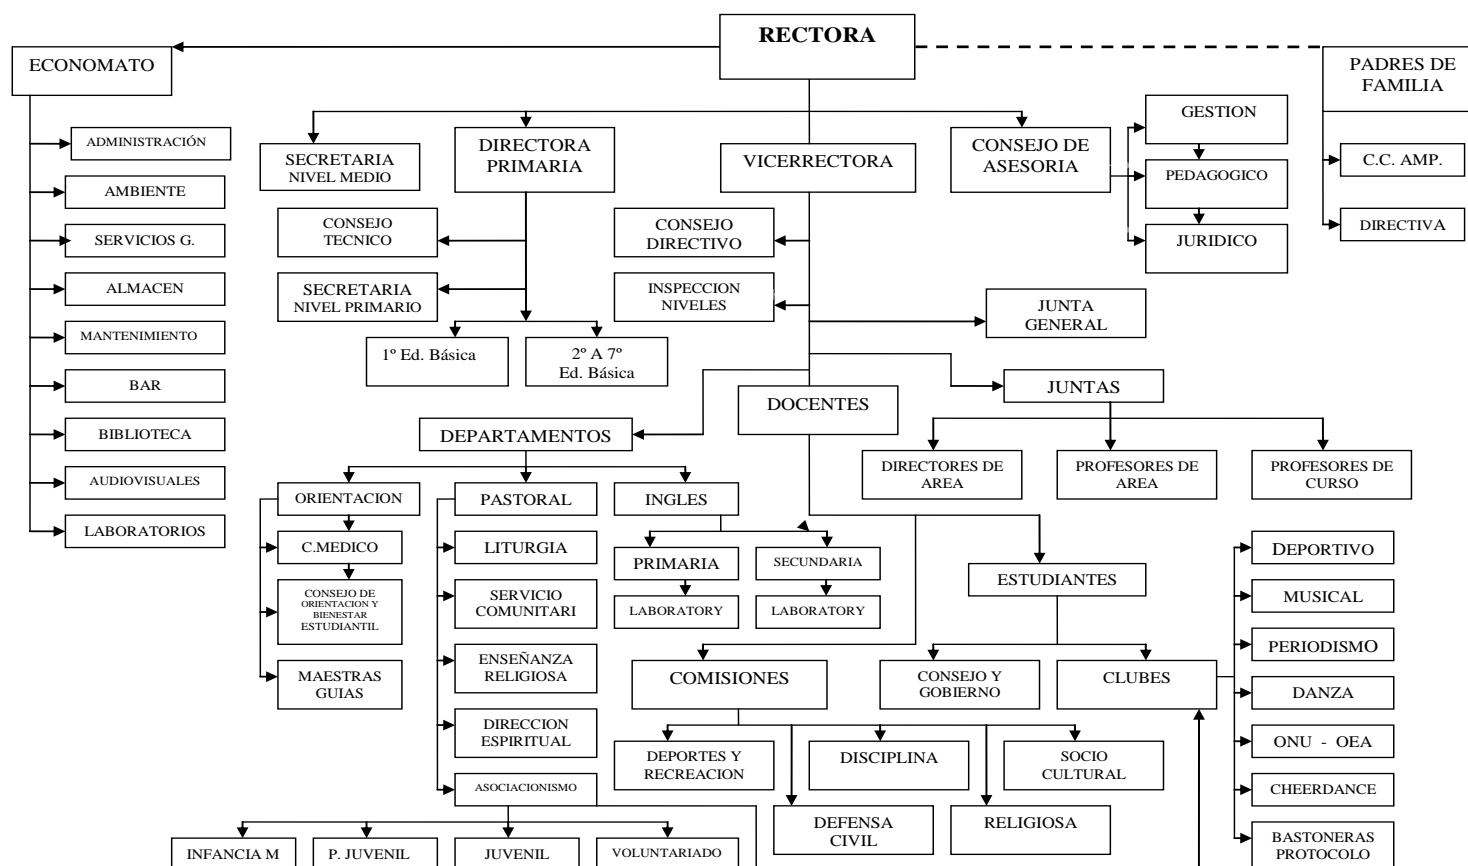 RECTORA
ECONOMATO
PADRES DE
FAMILIA
ADMINISTRACIÓN
AMBIENTE
SERVICIOS G.
ALMACEN
MANTENIMIENTO
BAR
BIBLIOTECA
AUDIOVISUALES
LABORATORIOS
SECRETARIA
NIVEL MEDIO
DIRECTORA
PRIMARIA
VICERRECTORA
CONSEJO DE
ASESORIA
GESTION
PEDAGOGICO
JURIDICO
C.C. AMP.
DIRECTIVA
CONSEJO
TECNICO
SECRETARIA
NIVEL PRIMARIO
1º Ed. Básica
2º A 7º
Ed. Básica
CONSEJO
DIRECTIVO
INSPECCION
NIVELES
JUNTA
GENERAL
JUNTAS
DOCENTES
DEPARTAMENTOS
DIRECTORES DE
AREA
PROFESORES DE
AREA
PROFESORES DE
CURSO
ORIENTACION
C.MEDICO
CONSEJO DE
ORIENTACION Y
BIENESTAR
ESTUDIANTIL
MAESTRAS
GUIAS
PASTORAL
LITURGIA
SERVICIO
COMUNITARI
ENSEÑANZA
RELIGIOSA
DIRECCION
ESPIRITUAL
ASOCIACIONISMO
INFANCIA M
P. JUVENIL
JUVENIL
VOLUNTARIADO
INGLES
PRIMARIA
SECUNDARIA
LABORATORY
LABORATORY
ESTUDIANTES
COMISIONES
CONSEJO Y
GOBIERNO
CLUBES
DEPORTES Y
RECREACION
DISCIPLINA
SOCIO
CULTURAL
DEFENSA
CIVIL
RELIGIOSA
DEPORTIVO
MUSICAL
PERIODISMO
DANZA
ONU - OEA
CHEERDANCE
BASTONERAS
PROTOCOLO